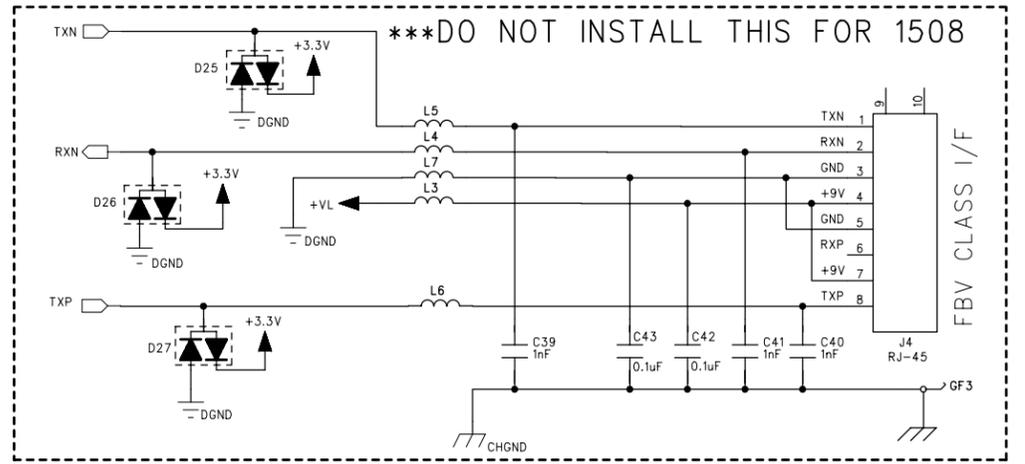 TXN
***DO NOT INSTALL THIS FOR 1508
+3.3V
D25
DGND
L5
TXN 1
9
10
RXN
L4
RXN 2
L7
GND 3
+3.3V
D26
+VL
L3
+9V 4
DGND
GND 5
DGND
RXP 6
+9V 7
TXP
L6
TXP 8
FBV CLASS I/F
+3.3V
D27
DGND
C39
1nF
C43
0.1uF
C42
0.1uF
C41
1nF
C40
1nF
J4
RJ-45
GF3
CHGND